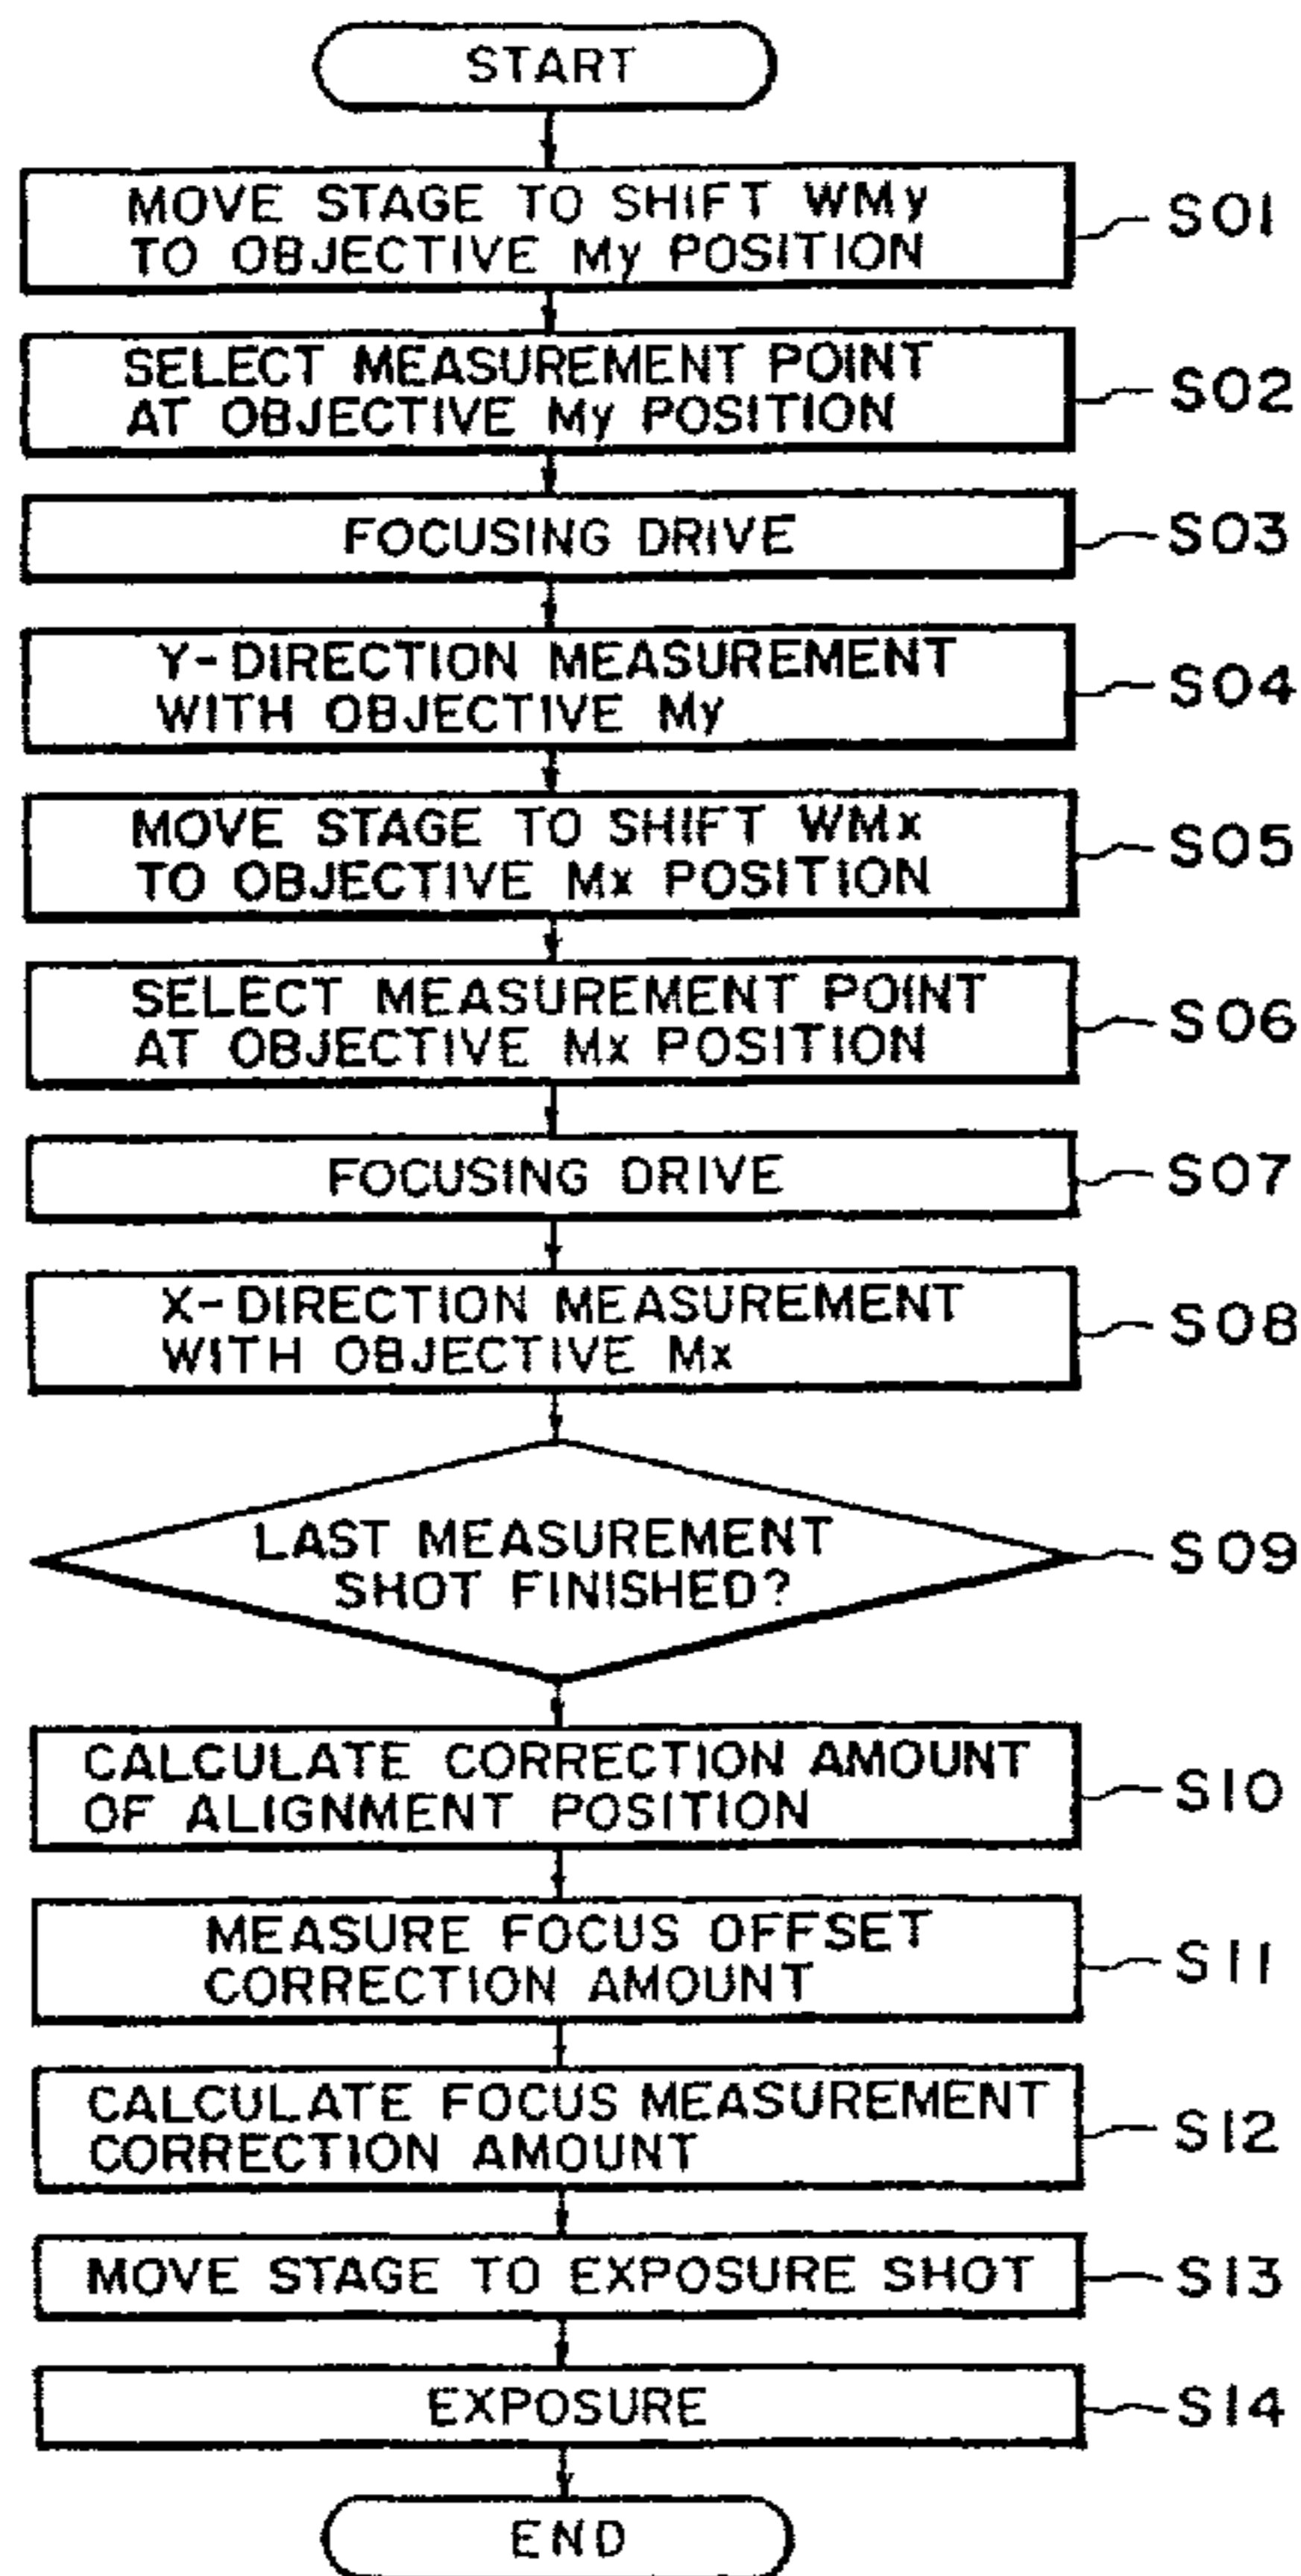 START
MOVE STAGE TO SHIFT WMy
TO OBJECTIVE My POSITION
S01
SELECT MEASUREMENT POINT
AT OBJECTIVE My POSITION
S02
FOCUSING DRIVE
S03
Y-DIRECTION MEASUREMENT
WITH OBJECTIVE My
S04
MOVE STAGE TO SHIFT WMx
TO OBJECTIVE Mx POSITION
S05
SELECT MEASUREMENT POINT
AT OBJECTIVE Mx POSITION
S06
FOCUSING DRIVE
S07
X-DIRECTION MEASUREMENT
WITH OBJECTIVE Mx
S08
LAST MEASUREMENT
SHOT FINISHED?
S09
CALCULATE CORRECTION AMOUNT
OF ALIGNMENT POSITION
S10
MEASURE FOCUS OFFSET
CORRECTION AMOUNT
S11
CALCULATE FOCUS MEASUREMENT
CORRECTION AMOUNT
S12
MOVE STAGE TO EXPOSURE SHOT
S13
EXPOSURE
S14
END